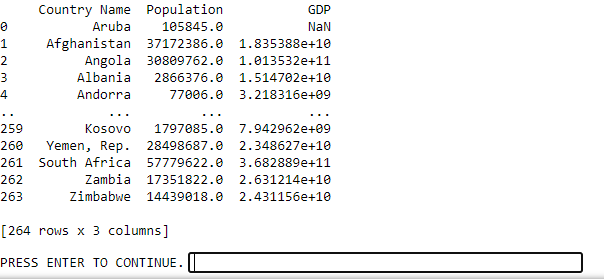 Country Name Population GDP
0 Aruba 105845.0 NaN
1 Afghanistan 37172386.0 1.835388e+10
2 Angola 30809762.0 1.013532e+11
3 Albania 2866376.0 1.514702e+10
4 Andorra 77006.0 3.218316e+09
.. ... ... ...
259 Kosovo 1797085.0 7.942962e+09
260 Yemen, Rep. 28498687.0 2.348627e+10
261 South Africa 57779622.0 3.682889e+11
262 Zambia 17351822.0 2.631214e+10
263 Zimbabwe 14439018.0 2.431156e+10
[264 rows x 3 columns]
PRESS ENTER TO CONTINUE.